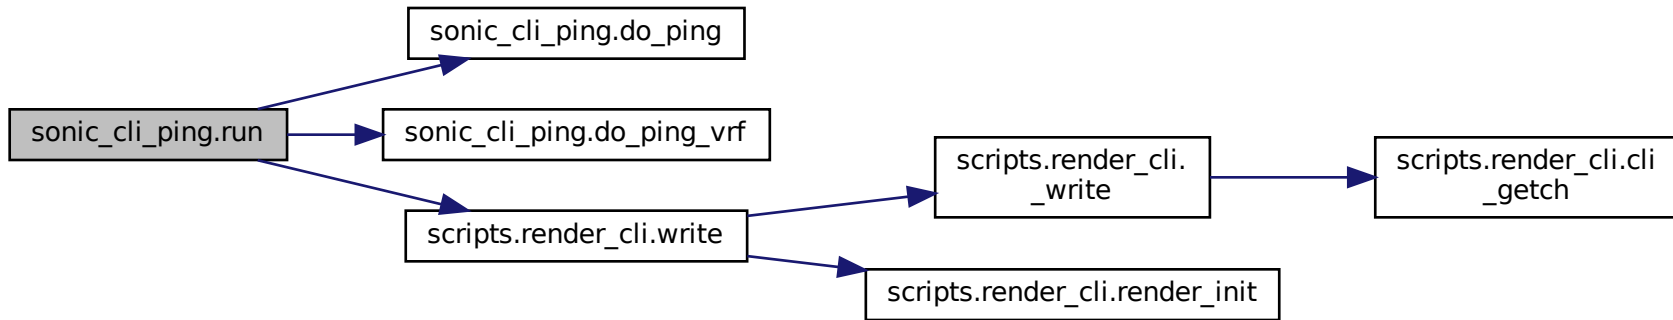 sonic_cli_ping.do_ping
sonic_cli_ping.run
sonic_cli_ping.do_ping_vrf
scripts.render_cli.write
scripts.render_cli.
_write
scripts.render_cli.cli
_getch
scripts.render_cli.render_init